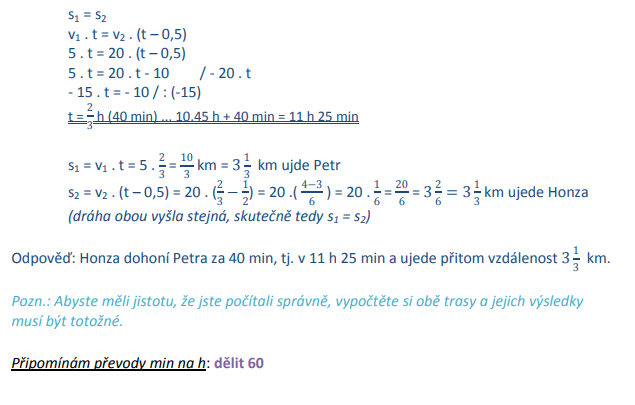 s₁ = s₂
v₁ . t = v₂ . (t – 0,5)
5 . t = 20 . (t – 0,5)
5 . t = 20 . t - 10 / - 20 . t
- 15 . t = - 10 / : (-15)
t = 2/3 h (40 min) ... 10.45 h + 40 min = 11 h 25 min
s₁ = v₁ . t = 5 . 2/3 = 10/3 km = 3 1/3 km ujde Petr
s₂ = v₂ . (t – 0,5) = 20 . (2/3 – 1/2) = 20 .( 4–3/6 ) = 20 . 1/6 = 20/6 = 3 2/6 = 3 1/3 km ujede Honza
(dráha obou vyšla stejná, skutečně tedy s₁ = s₂)
Odpověď: Honza dohoní Petra za 40 min, tj. v 11 h 25 min a ujede přitom vzdálenost 3 1/3 km.
Pozn.: Abyste měli jistotu, že jste počítali správně, vypočtěte si obě trasy a jejich výsledky
musí být totožné.
Připomínám převody min na h: dělit 60